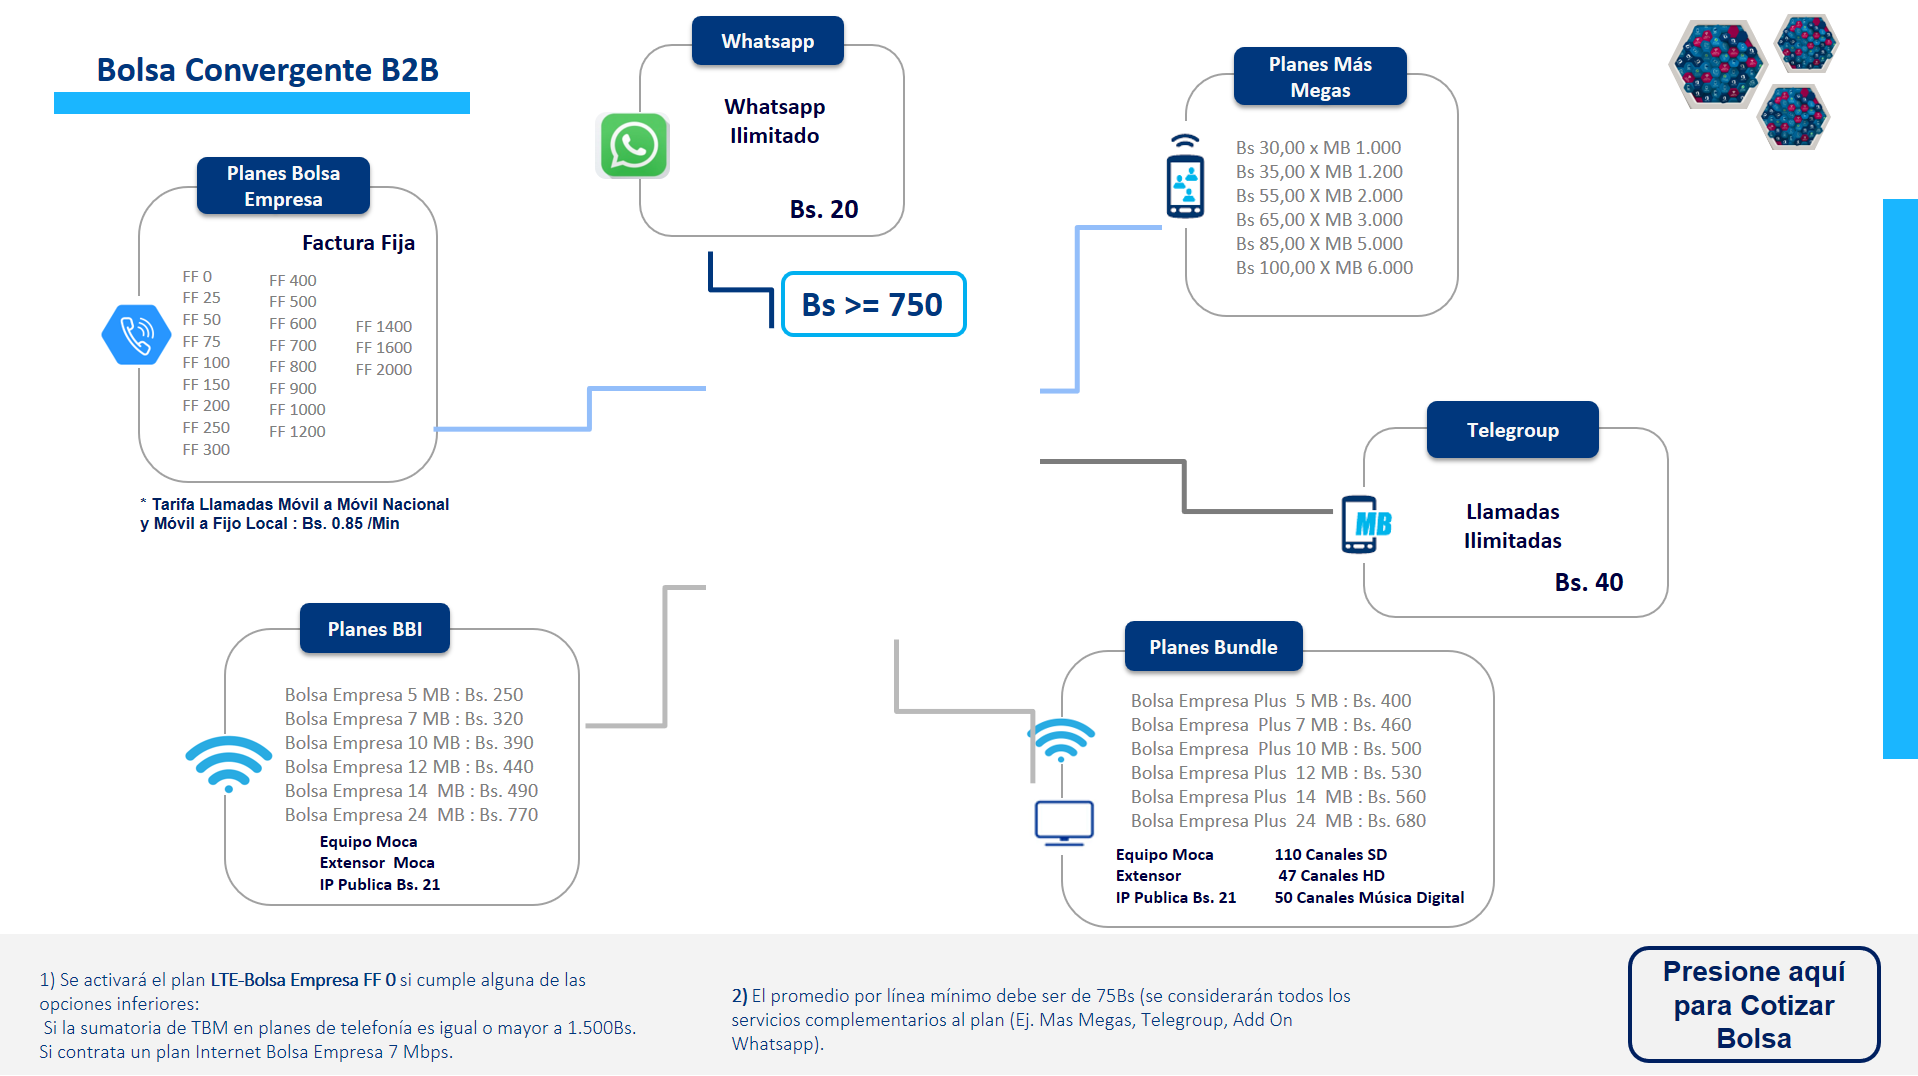 Bolsa Convergente B2B
Whatsapp
Whatsapp
Ilimitado
Bs. 20
Bs >= 750
Planes Más
Megas
Bs 30,00 x MB 1.000
Bs 35,00 X MB 1.200
Bs 55,00 X MB 2.000
Bs 65,00 X MB 3.000
Bs 85,00 X MB 5.000
Bs 100,00 X MB 6.000
Planes Bolsa
Empresa
Factura Fija
FF 0
FF 25
FF 50
FF 75
FF 100
FF 150
FF 200
FF 250
FF 300
FF 400
FF 500
FF 600
FF 700
FF 800
FF 900
FF 1000
FF 1200
FF 1400
FF 1600
FF 2000
* Tarifa Llamadas Móvil a Móvil Nacional
y Móvil a Fijo Local : Bs. 0.85 /Min
Telegroup
MB
Llamadas
Ilimitadas
Bs. 40
Planes BBI
Bolsa Empresa 5 MB : Bs. 250
Bolsa Empresa 7 MB : Bs. 320
Bolsa Empresa 10 MB : Bs. 390
Bolsa Empresa 12 MB : Bs. 440
Bolsa Empresa 14  MB : Bs. 490
Bolsa Empresa 24  MB : Bs. 770
Equipo Moca
Extensor  Moca
IP Publica Bs. 21
Planes Bundle
Bolsa Empresa Plus  5 MB : Bs. 400
Bolsa Empresa  Plus 7 MB : Bs. 460
Bolsa Empresa  Plus 10 MB : Bs. 500
Bolsa Empresa Plus  12 MB : Bs. 530
Bolsa Empresa Plus  14  MB : Bs. 560
Bolsa Empresa Plus  24  MB : Bs. 680
Equipo Moca
Extensor
IP Publica Bs. 21
110 Canales SD
47 Canales HD
50 Canales Música Digital
1) Se activará el plan LTE-Bolsa Empresa FF 0 si cumple alguna de las
opciones inferiores:
Si la sumatoria de TBM en planes de telefonía es igual o mayor a 1.500Bs.
Si contrata un plan Internet Bolsa Empresa 7 Mbps.
2) El promedio por línea mínimo debe ser de 75Bs (se considerarán todos los
servicios complementarios al plan (Ej. Mas Megas, Telegroup, Add On
Whatsapp).
Presione aquí
para Cotizar
Bolsa